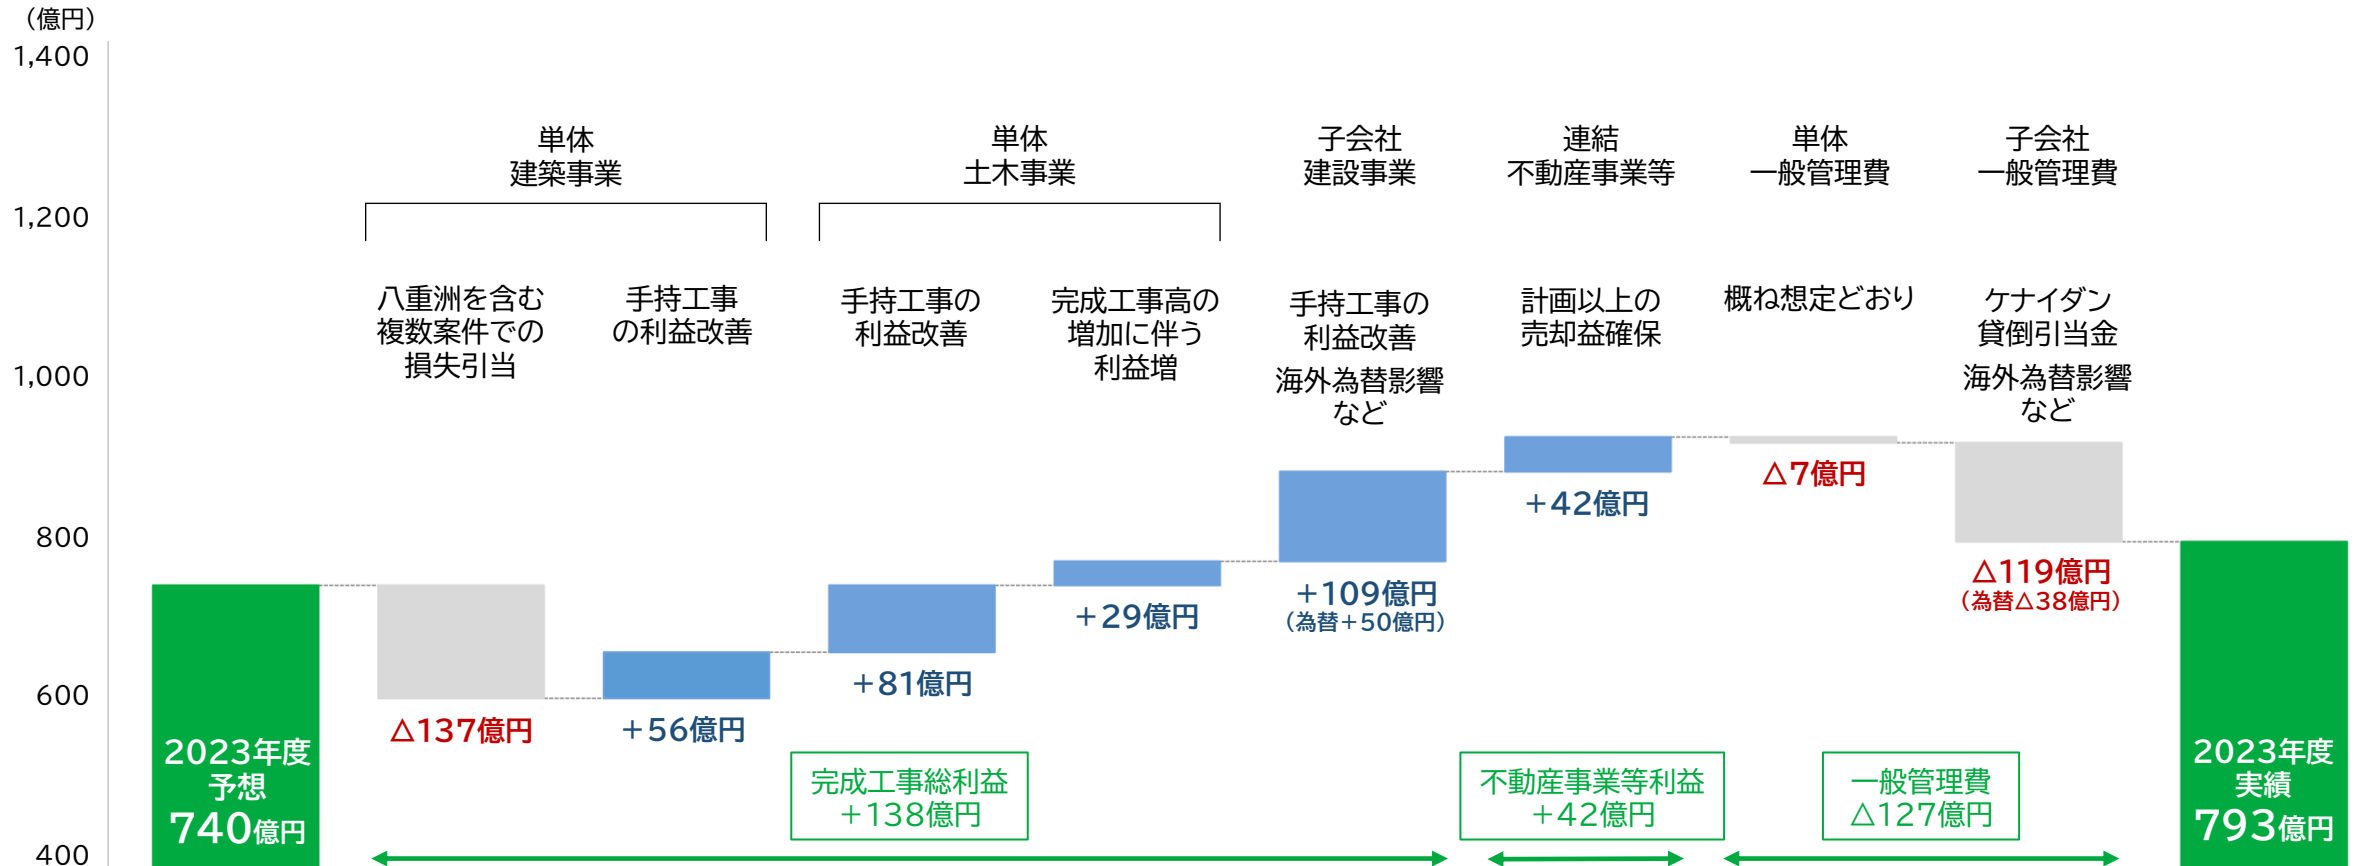 （億円）
1,400
1,200
1,000
800
600
400
単体
建築事業
単体
土木事業
子会社
建設事業
連結
不動産事業等
単体
一般管理費
子会社
一般管理費
八重洲を含む
複数案件での
損失引当
手持工事
の利益改善
手持工事の
利益改善
完成工事高の
増加に伴う
利益増
手持工事の
利益改善
海外為替影響
など
計画以上の
売却益確保
概ね想定どおり
ケナイダン
貸倒引当金
海外為替影響
など
△137億円
＋56億円
＋81億円
＋29億円
＋109億円
（為替＋50億円）
＋42億円
△7億円
△119億円
（為替△38億円）
2023年度
予想
740億円
完成工事総利益
＋138億円
不動産事業等利益
＋42億円
一般管理費
△127億円
2023年度
実績
793億円